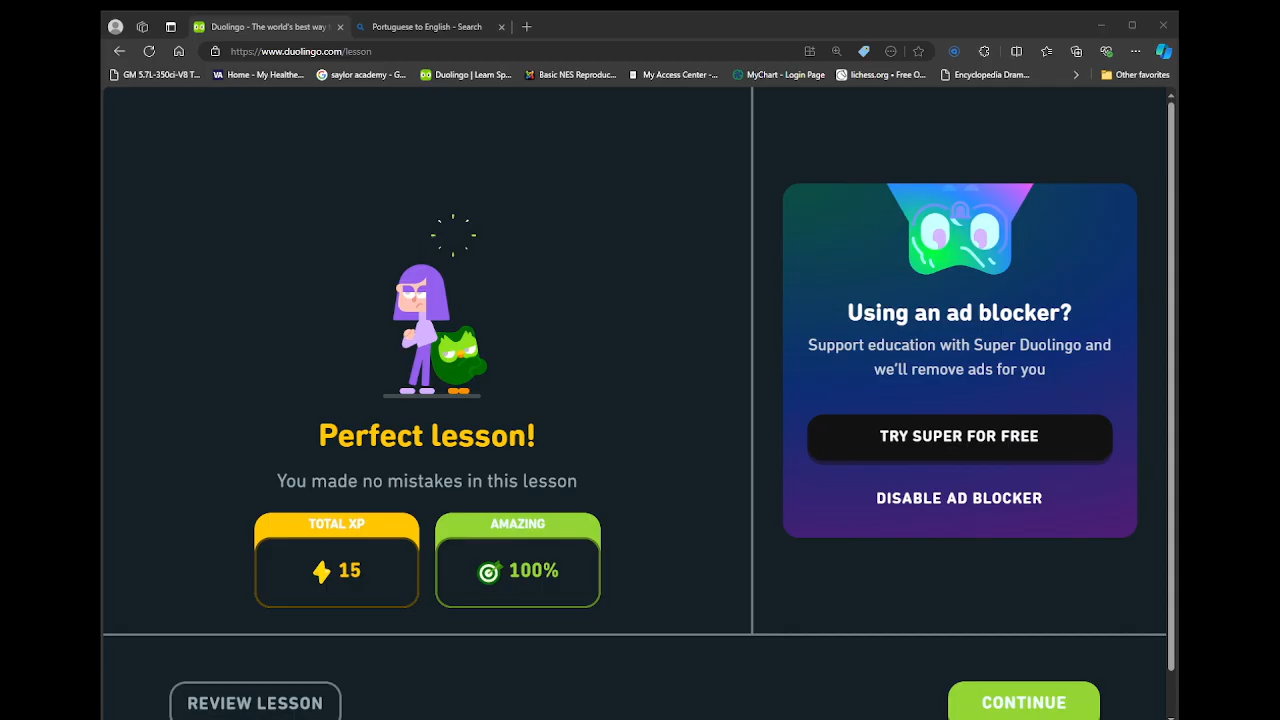 Duolingo - The world's best way
Portuguese to English - Search
https://www.duolingo.com/lesson
GM 5.7L-350ci-V8 T...
Home - My Healthe...
saylor academy - G...
Duolingo | Learn Sp...
Basic NES Reproduc...
My Access Center -...
MyChart - Login Page
lichess.org • Free O...
Encyclopedia Dram...
Other favorites
Perfect lesson!
You made no mistakes in this lesson
TOTAL XP
15
AMAZING
100%
Using an ad blocker?
Support education with Super Duolingo and
we'll remove ads for you
TRY SUPER FOR FREE
DISABLE AD BLOCKER
REVIEW LESSON
CONTINUE